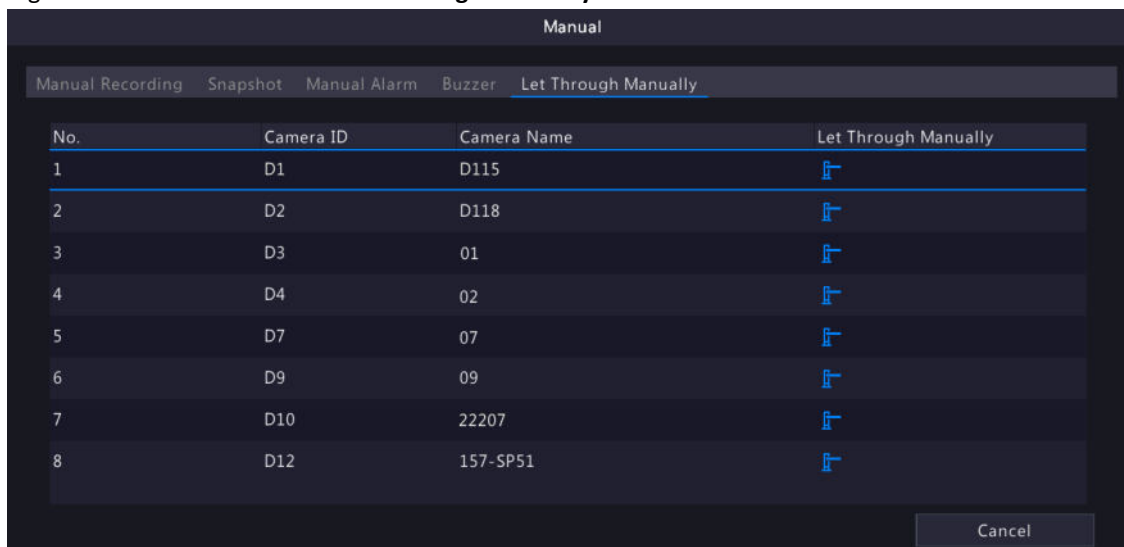 Manual
Manual Recording Snapshot Manual Alarm Buzzer Let Through Manually
No. Camera ID Camera Name Let Through Manually
1 D1 D115
2 D2 D118
3 D3 01
4 D4 02
5 D7 07
6 D9 09
7 D10 22207
8 D12 157-SP51
Cancel